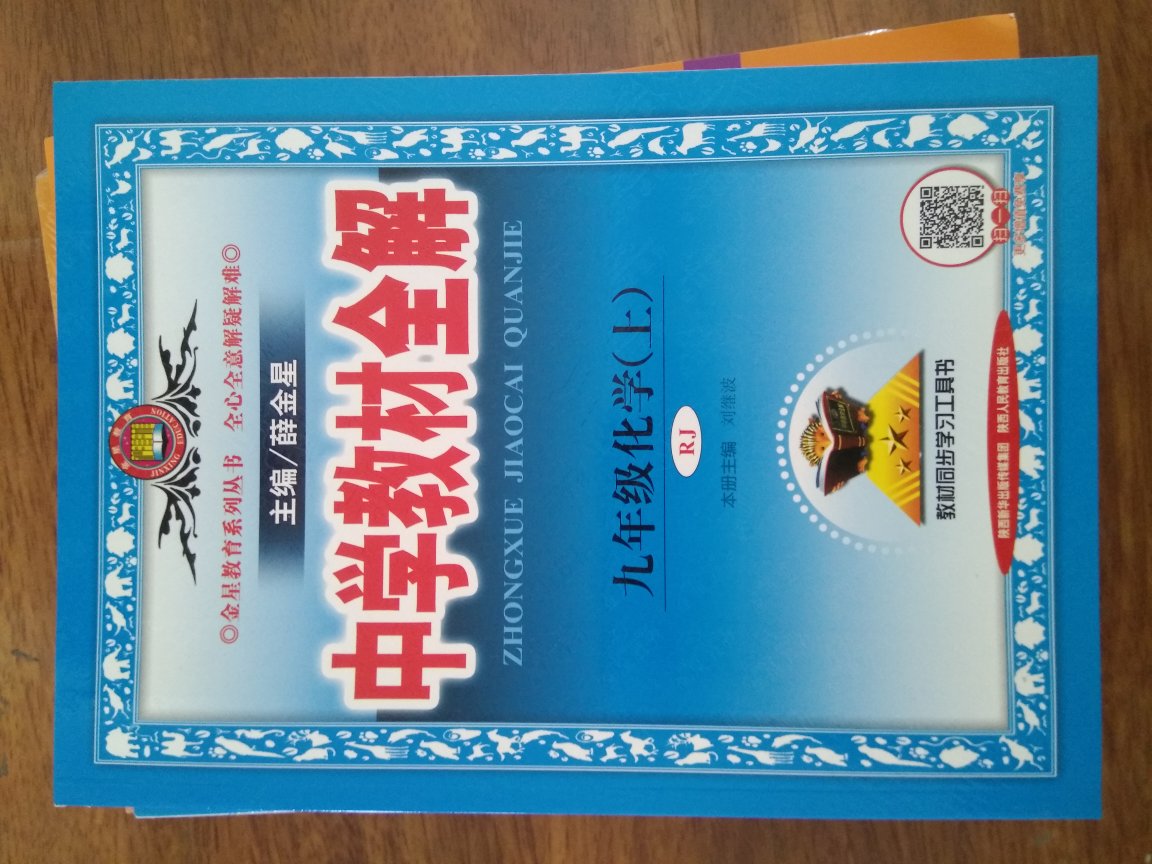 ◎金星教育系列丛书 全心全意解疑解难◎
主编/薛金星
中学教材全解
ZHONGXUE JIAOCAI QUANJIE
九年级化学(上)
RJ
本册主编 刘继波
教材同步学习工具书
扫一扫
陕西新华出版传媒集团 陕西人民教育出版社